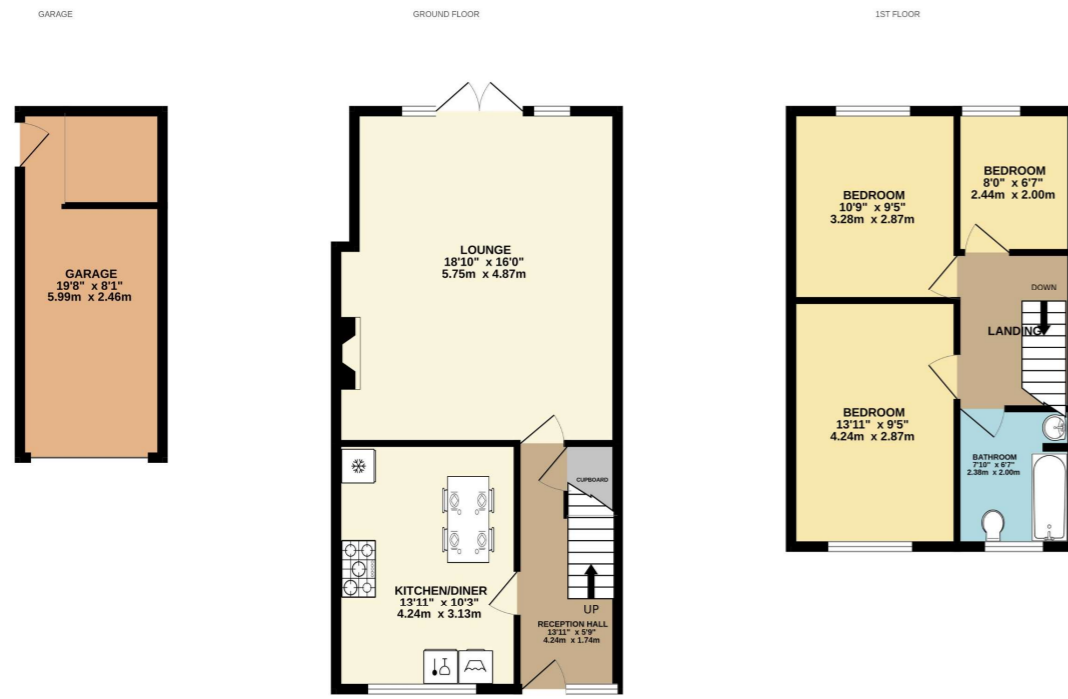 GARAGE
GROUND FLOOR
1ST FLOOR
GARAGE
19'8" x 8'1"
5.99m x 2.46m
LOUNGE
18'10" x 16'0"
5.75m x 4.87m
KITCHEN/DINER
13'11" x 10'3"
4.24m x 3.13m
CUPBOARD
UP
RECEPTION HALL
13'11" x 5'9"
4.24m x 1.74m
BEDROOM
10'9" x 9'5"
3.28m x 2.87m
BEDROOM
8'0" x 6'7"
2.44m x 2.00m
DOWN
LANDING
BEDROOM
13'11" x 9'5"
4.24m x 2.87m
BATHROOM
7'10" x 6'7"
2.38m x 2.00m